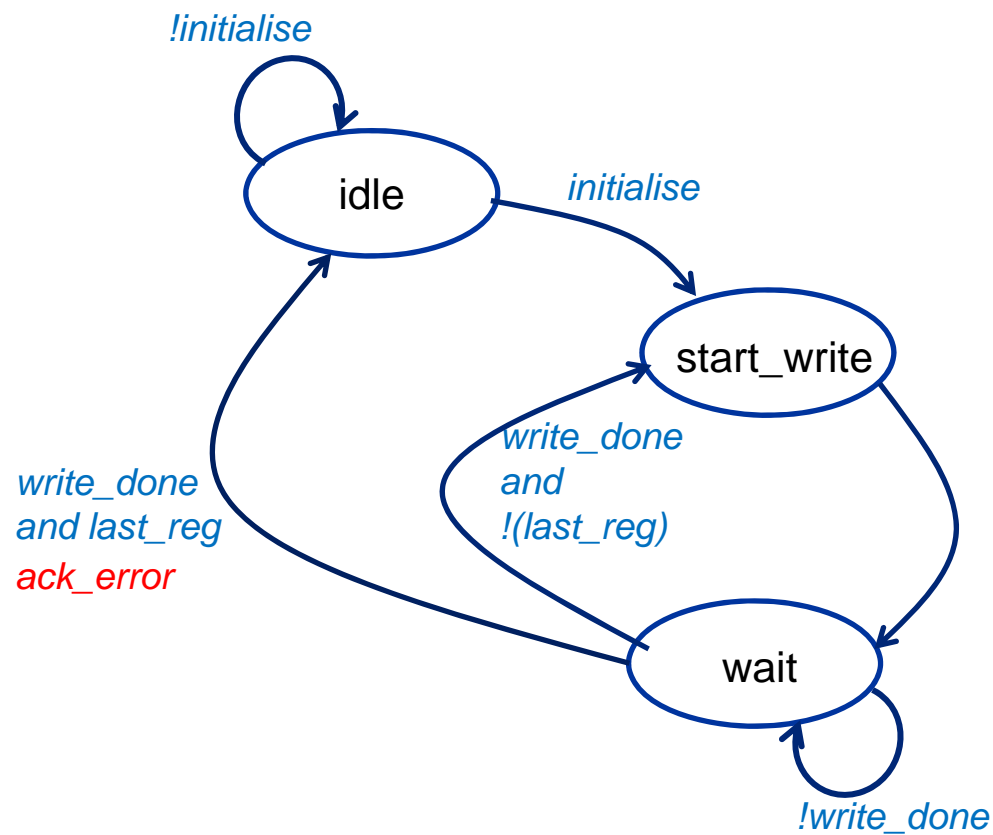 !initialise
idle
initialise
start_write
write_done
and
!(last_reg)
write_done
and last_reg
ack_error
wait
!write_done